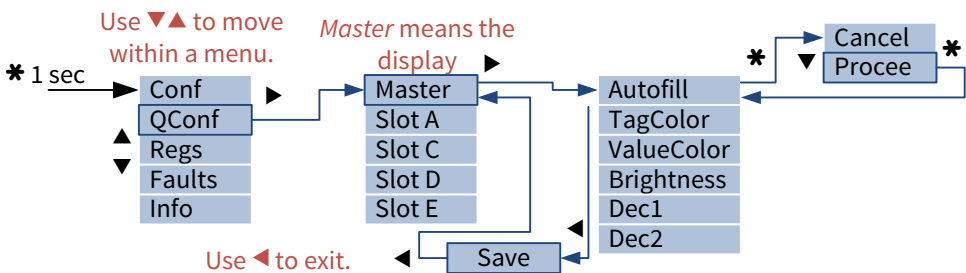 Use ▼▲ to move
within a menu.
Master means the
display
✱ 1 sec
Conf
QConf
Regs
Faults
Info
Master
Slot A
Slot C
Slot D
Slot E
Autofill
TagColor
ValueColor
Brightness
Dec1
Dec2
Cancel
Procee
Save
Use ◀ to exit.